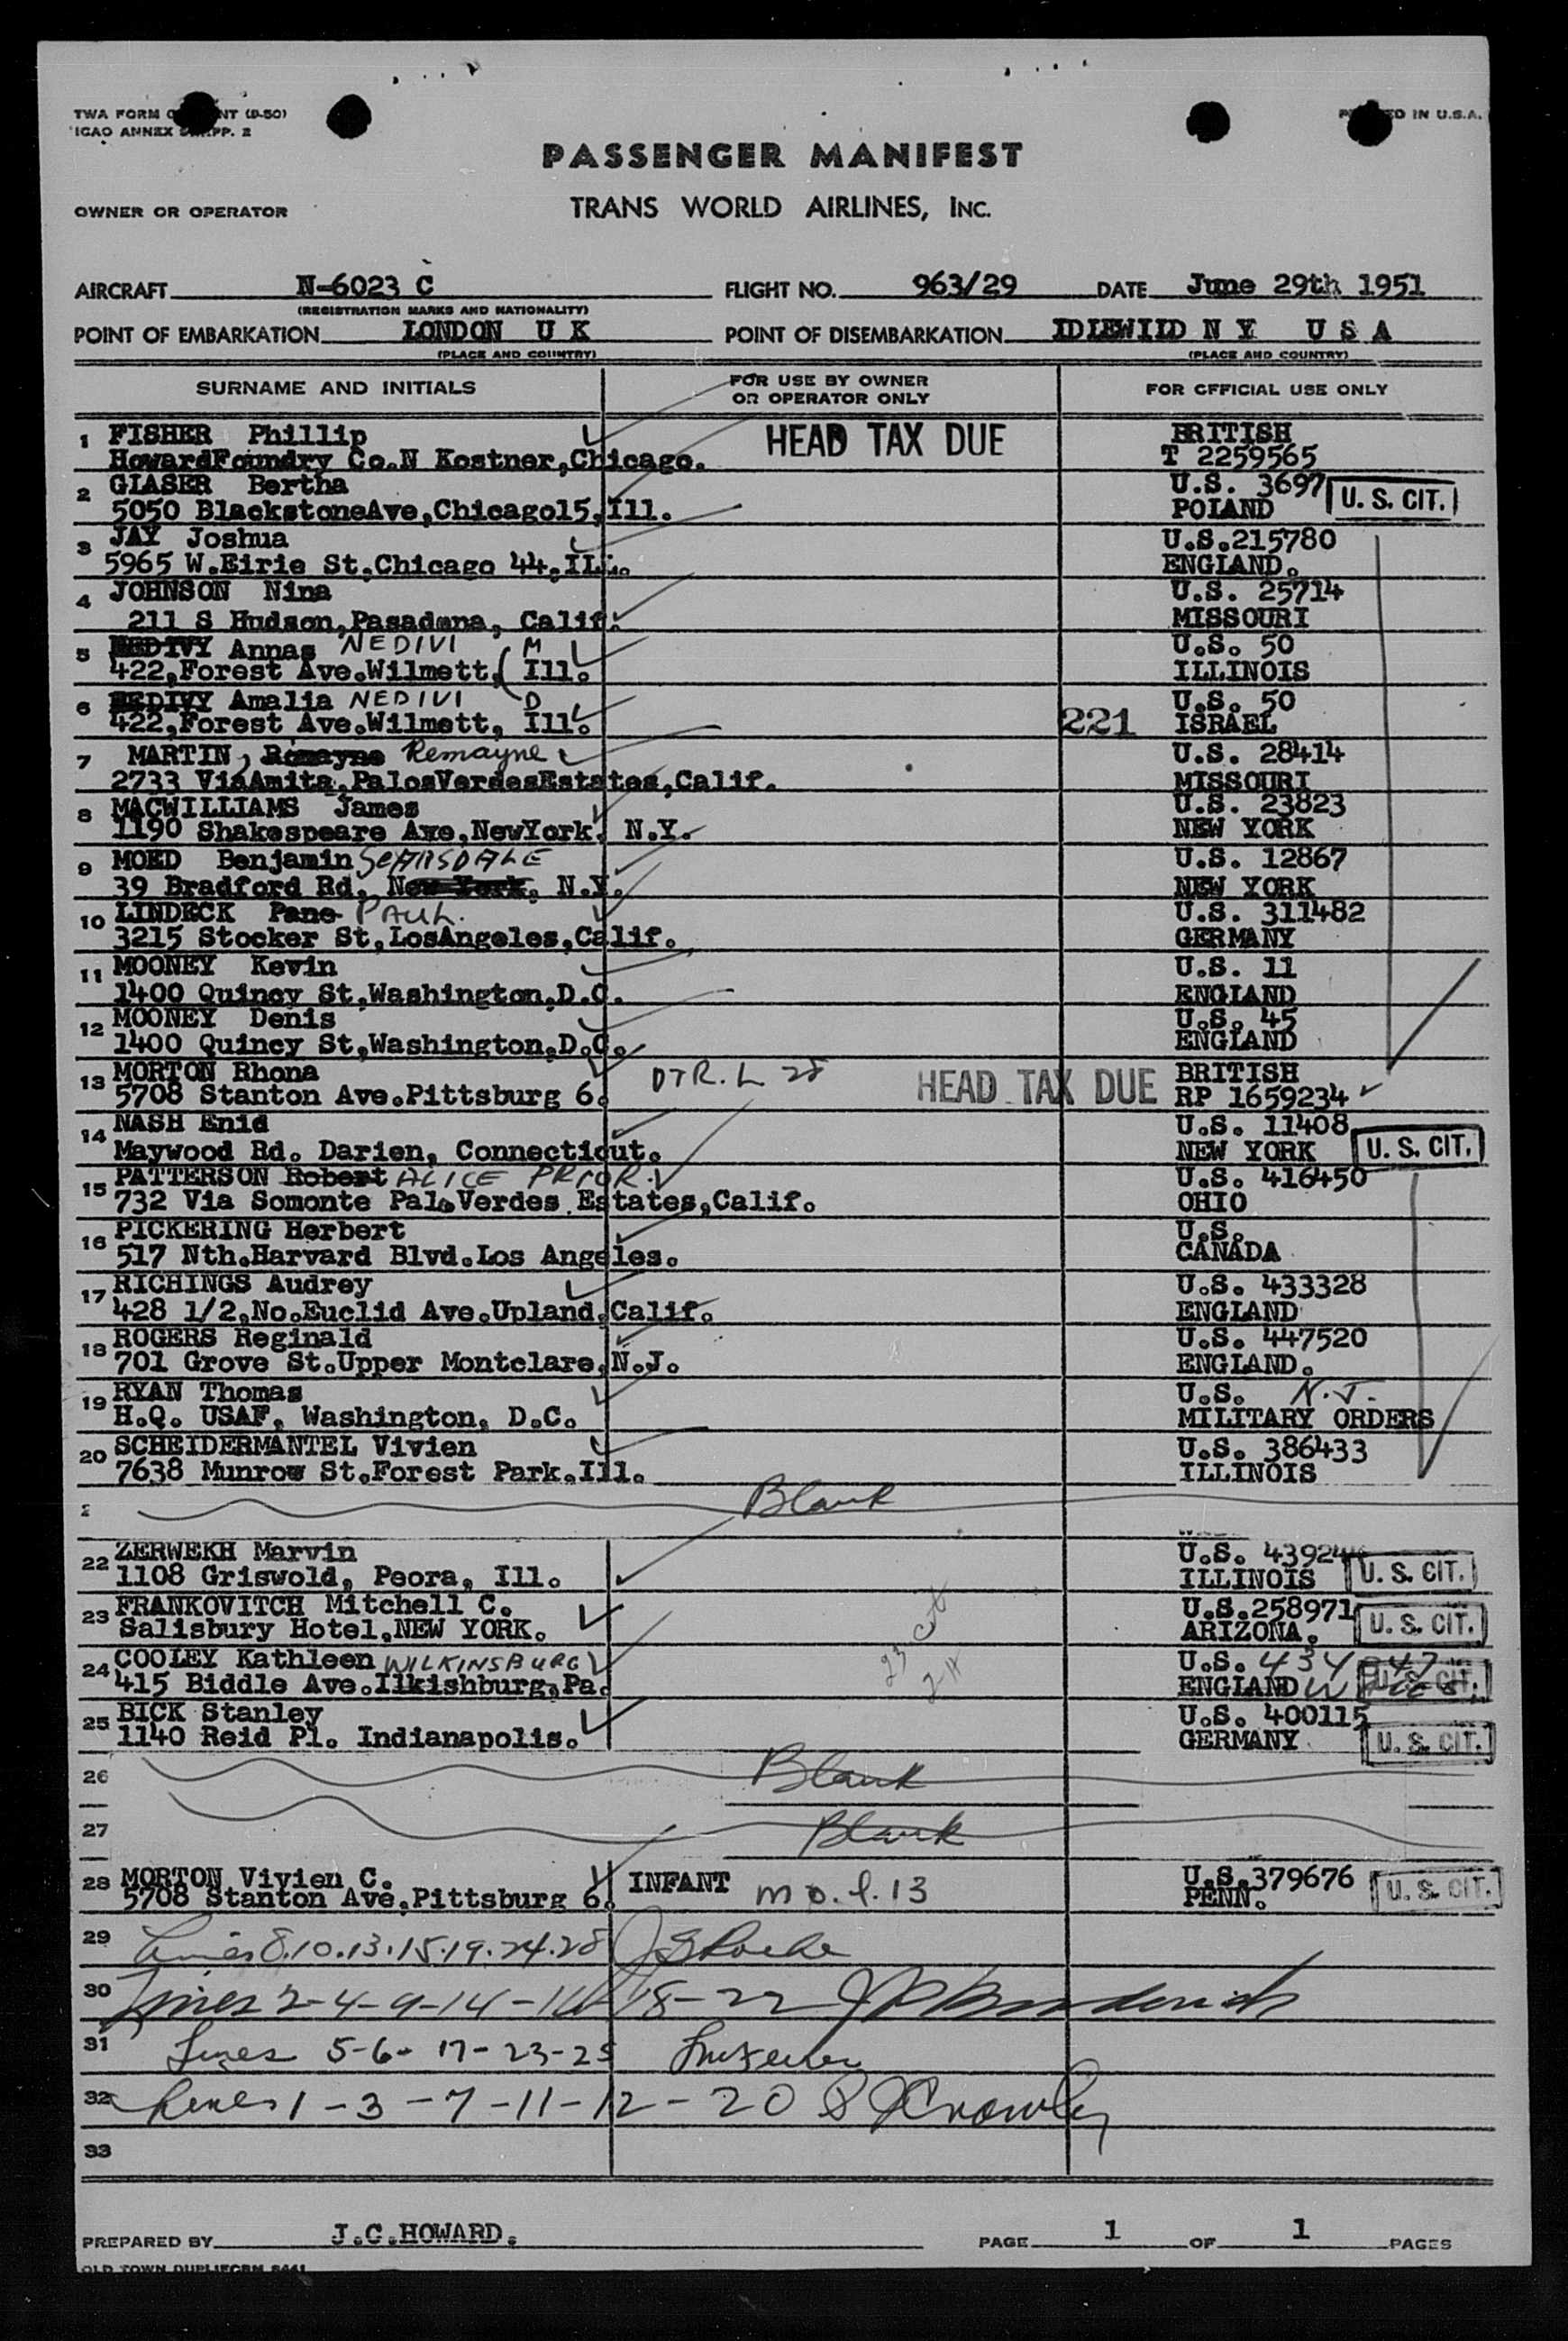 TWA FORM NT (9-50)
ICAO ANNEX PP. 2
IN U.S.A.
PASSENGER MANIFEST
OWNER OR OPERATOR
TRANS WORLD AIRLINES, INC.
AIRCRAFT N-6023 C FLIGHT NO. 963/29 DATE June 29th 1951
(REGISTRATION MARKS AND NATIONALITY)
POINT OF EMBARKATION LONDON U K POINT OF DISEMBARKATION IDLEWILD N Y U S A
(PLACE AND COUNTRY) (PLACE AND COUNTRY)
SURNAME AND INITIALS FOR USE BY OWNER OR OPERATOR ONLY FOR OFFICIAL USE ONLY
1 FISHER Phillip HEAD TAX DUE BRITISH
HowardFoundry Co.N Kostner,Chicago. T 2259565
2 GLASER Bertha U.S. 3697 U.S. CIT.
5050 BlackstoneAve,Chicago15,Ill. POLAND
3 JAY Joshua U.S.215780
5965 W.Eirie St,Chicago 44,ILL. ENGLAND.
4 JOHNSON Nina U.S. 25714
211 S Hudson,Pasadena, Calif. MISSOURI
5 Annas NEDIVI M U.S. 50
422,Forest Ave.Wilmett, Ill. ILLINOIS
6 Amalia NEDIVI D U.S. 50
422,Forest Ave.Wilmett, Ill. 221 ISRAEL
7 MARTIN, Remayne U.S. 28414
2733 ViaAmita,PalosVerdesEstates,Calif. MISSOURI
8 MACWILLIAMS James U.S. 23823
1190 Shakespeare Ave,NewYork, N.Y. NEW YORK
9 MOED Benjamin SCARSDALE U.S. 12867
39 Bradford Rd, New York, N.Y. NEW YORK
10 LINDECK Pane PAUL. U.S. 311482
3215 Stocker St,LosAngeles,Calif. GERMANY
11 MOONEY Kevin U.S. 11
1400 Quincy St,Washington,D.C. ENGLAND
12 MOONEY Denis U.S. 45
1400 Quincy St,Washington,D.C. ENGLAND
13 MORTON Rhona DTR. L 28 HEAD TAX DUE BRITISH
5708 Stanton Ave.Pittsburg 6. RP 1659234
14 NASH Enid U.S. 11408
Maywood Rd. Darien, Connecticut. NEW YORK U.S. CIT.
15 PATTERSON Robert ALICE PRIOR. U.S. 416450
732 Via Somonte Pal.Verdes Estates,Calif. OHIO
16 PICKERING Herbert U.S.
517 Nth.Harvard Blvd.Los Angeles. CANADA
17 RICHINGS Audrey U.S. 433328
428 1/2,No.Euclid Ave.Upland,Calif. ENGLAND
18 ROGERS Reginald U.S. 447520
701 Grove St.Upper Montclare,N.J. ENGLAND.
19 RYAN Thomas U.S. N.J.
H.Q. USAF, Washington, D.C. MILITARY ORDERS
20 SCHEIDERMANTEL Vivien U.S. 386433
7638 Munrow St.Forest Park.Ill. ILLINOIS
Blank
22 ZERWEKH Marvin U.S. 43924
1108 Griswold, Peora, Ill. ILLINOIS U.S. CIT.
23 FRANKOVITCH Mitchell C. U.S.258971
Salisbury Hotel,NEW YORK. ARIZONA. U.S. CIT.
24 COOLEY Kathleen WILKINSBURG U.S.
415 Biddle Ave.Ilkishburg,Pa. ENGLAND U.S. CIT.
25 BICK Stanley U.S. 400115
1140 Reid Pl. Indianapolis. GERMANY U.S. CIT.
26 Blank
27 Blank
28 MORTON Vivien C. INFANT mo. l. 13 U.S.379676
5708 Stanton Ave,Pittsburg 6. PENN. U.S. CIT.
29 Lines 8.10.13.15.19.24.28
30 Lines 2-4-9-14-16-18-22
31 Lines 5-6-17-23-25
32 Lines 1-3-7-11-12-20 Crowley
33
PREPARED BY J.C.HOWARD. PAGE 1 OF 1 PAGES